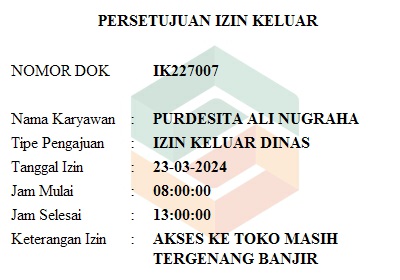 PERSETUJUAN IZIN KELUAR
NOMOR DOK IK227007
Nama Karyawan : PURDESITA ALI NUGRAHA
Tipe Pengajuan : IZIN KELUAR DINAS
Tanggal Izin : 23-03-2024
Jam Mulai : 08:00:00
Jam Selesai : 13:00:00
Keterangan Izin : AKSES KE TOKO MASIH
TERGENANG BANJIR